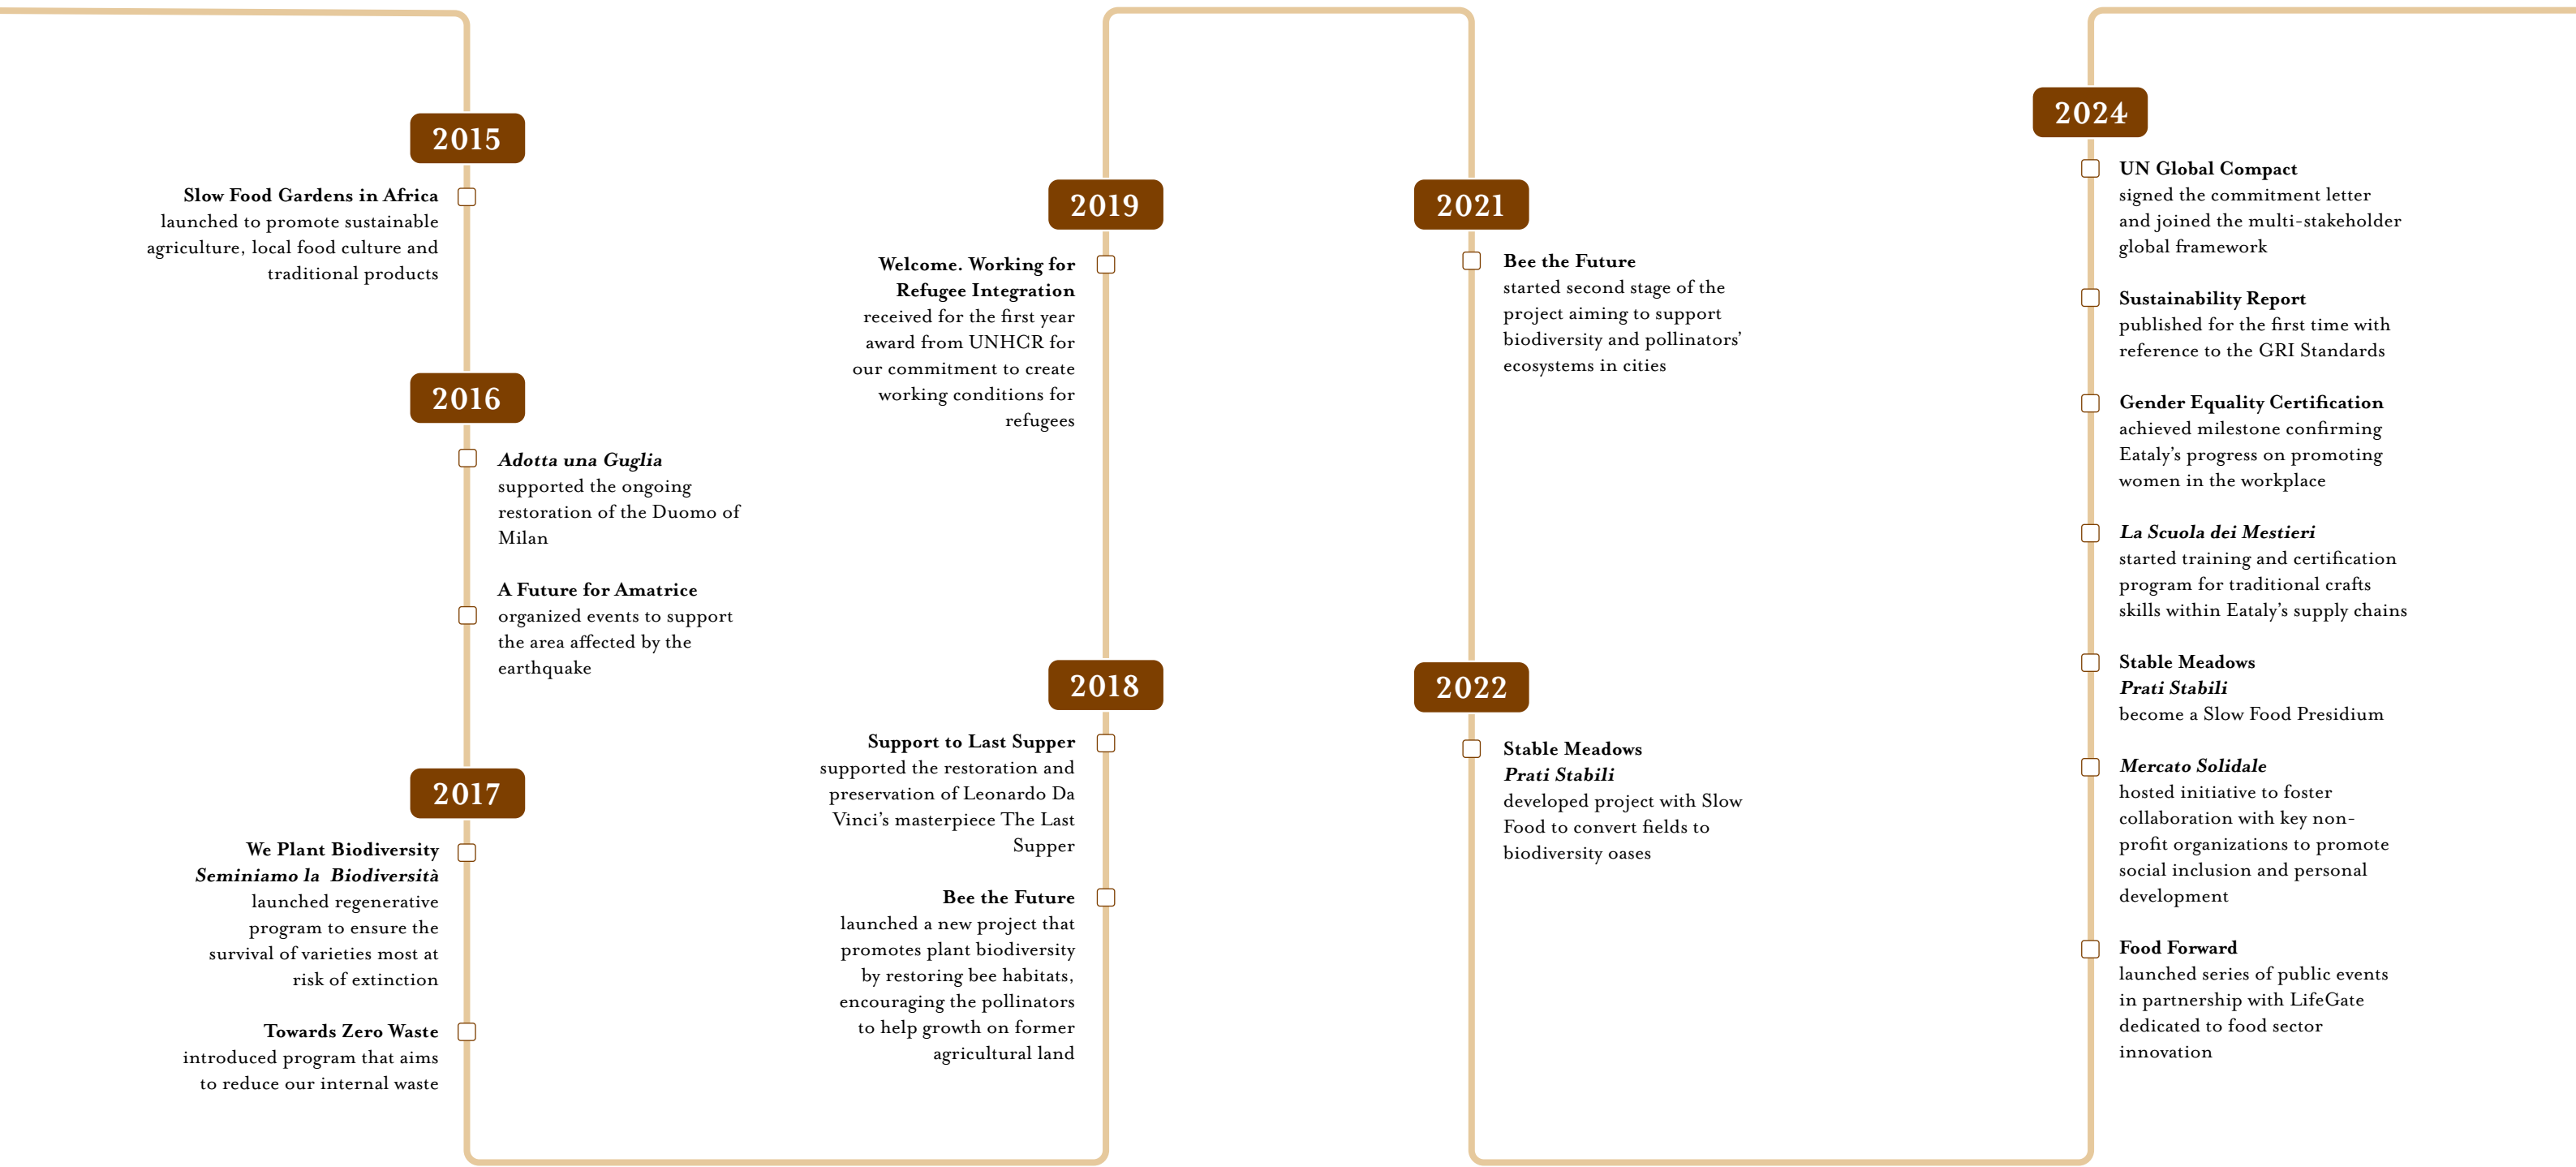 2015
Slow Food Gardens in Africa
launched to promote sustainable
agriculture, local food culture and
traditional products
2016
Adotta una Guglia
supported the ongoing
restoration of the Duomo of
Milan
A Future for Amatrice
organized events to support
the area affected by the
earthquake
2017
We Plant Biodiversity
Seminiamo la Biodiversità
launched regenerative
program to ensure the
survival of varieties most at
risk of extinction
Towards Zero Waste
introduced program that aims
to reduce our internal waste
2018
Support to Last Supper
supported the restoration and
preservation of Leonardo Da
Vinci's masterpiece The Last
Supper
Bee the Future
launched a new project that
promotes plant biodiversity
by restoring bee habitats,
encouraging the pollinators
to help growth on former
agricultural land
2019
Welcome. Working for
Refugee Integration
received for the first year
award from UNHCR for
our commitment to create
working conditions for
refugees
2021
Bee the Future
started second stage of the
project aiming to support
biodiversity and pollinators'
ecosystems in cities
2022
Stable Meadows
Prati Stabili
developed project with Slow
Food to convert fields to
biodiversity oases
2024
UN Global Compact
signed the commitment letter
and joined the multi-stakeholder
global framework
Sustainability Report
published for the first time with
reference to the GRI Standards
Gender Equality Certification
achieved milestone confirming
Eataly's progress on promoting
women in the workplace
La Scuola dei Mestieri
started training and certification
program for traditional crafts
skills within Eataly's supply chains
Stable Meadows
Prati Stabili
become a Slow Food Presidium
Mercato Solidale
hosted initiative to foster
collaboration with key non-
profit organizations to promote
social inclusion and personal
development
Food Forward
launched series of public events
in partnership with LifeGate
dedicated to food sector
innovation